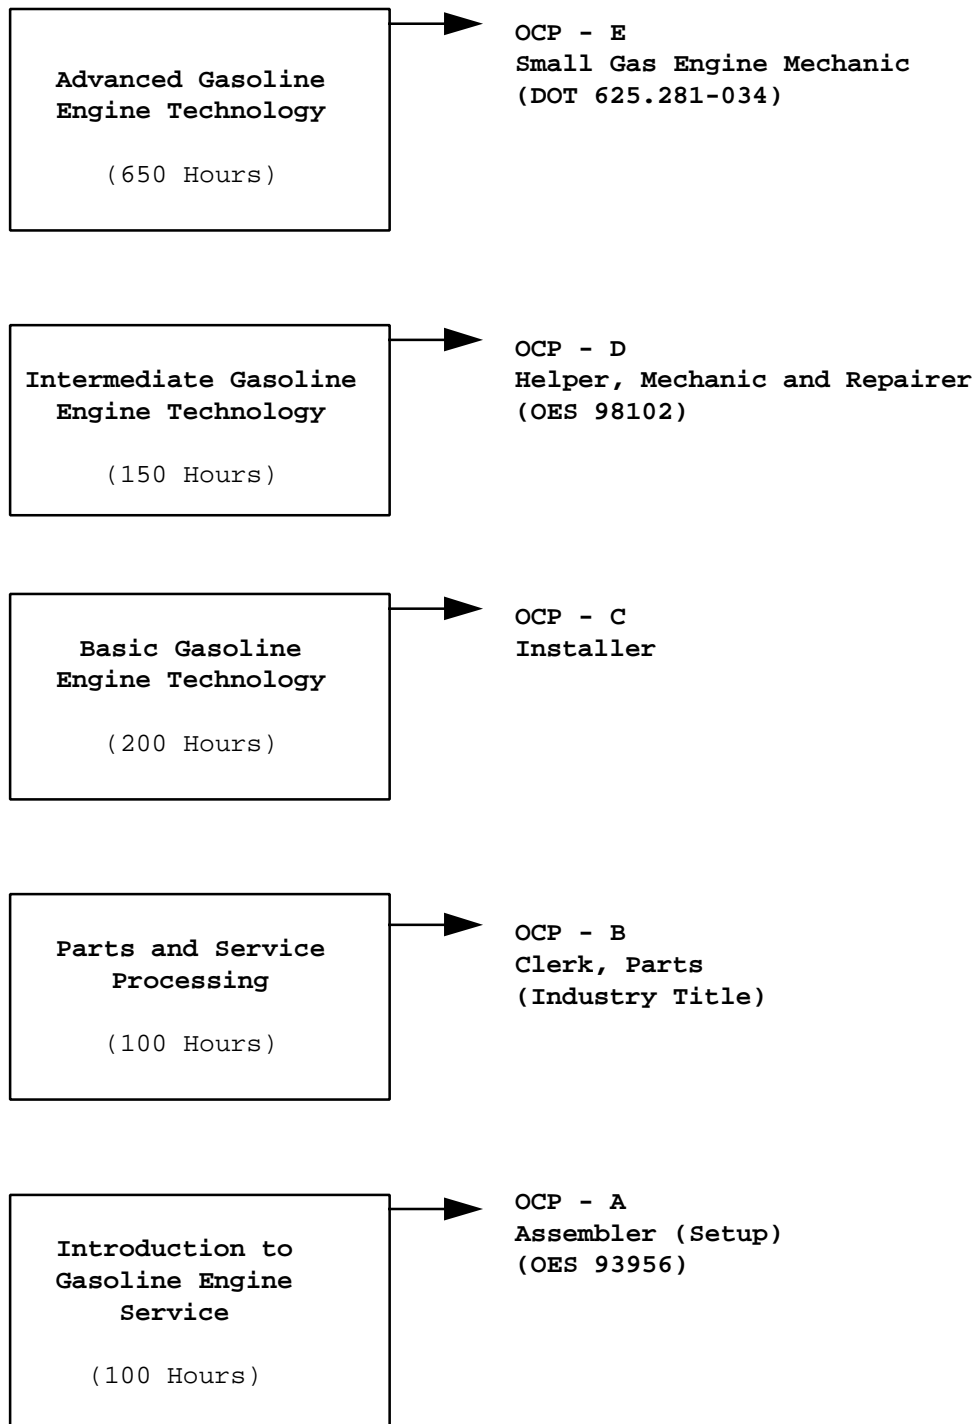 OCP - E
Small Gas Engine Mechanic
(DOT 625.281-034)
Advanced Gasoline
Engine Technology
(650 Hours)
OCP - D
Helper, Mechanic and Repairer
(OES 98102)
Intermediate Gasoline
Engine Technology
(150 Hours)
OCP - C
Installer
Basic Gasoline
Engine Technology
(200 Hours)
OCP - B
Clerk, Parts
(Industry Title)
Parts and Service
Processing
(100 Hours)
OCP - A
Assembler (Setup)
(OES 93956)
Introduction to
Gasoline Engine
Service
(100 Hours)